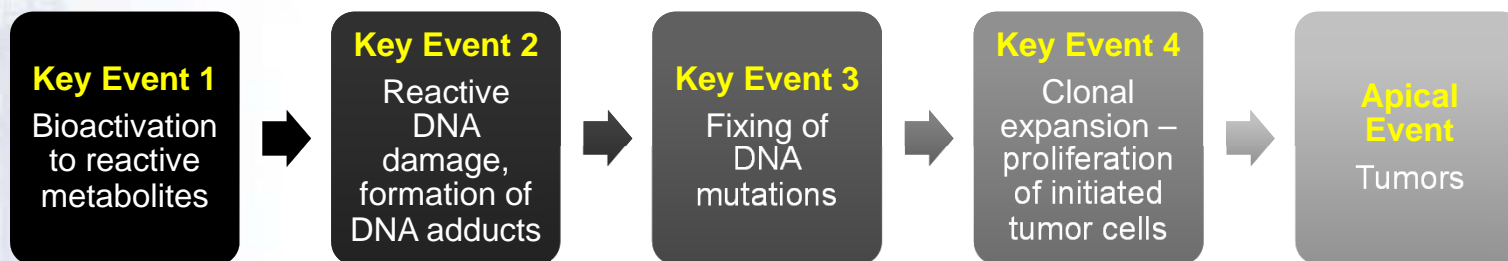 Key Event 1
Bioactivation
to reactive
metabolites
Key Event 2
Reactive
DNA
damage,
formation of
DNA adducts
Key Event 3
Fixing of
DNA
mutations
Key Event 4
Clonal
expansion –
proliferation
of initiated
tumor cells
Apical
Event
Tumors